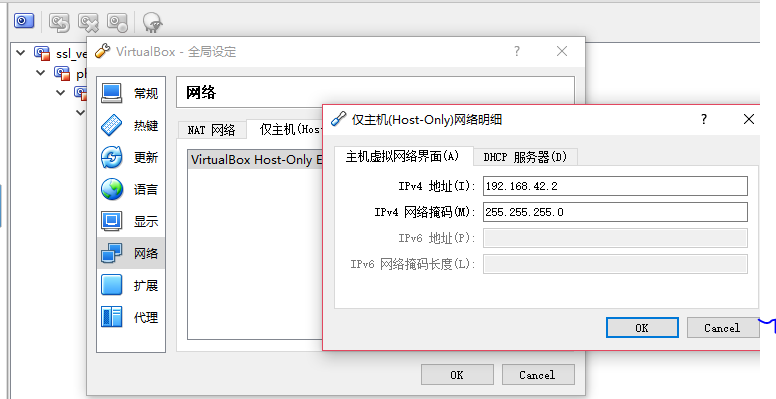 ssl_ve
ph
VirtualBox - 全局设定
?
常规
热键
更新
语言
显示
网络
扩展
代理
网络
NAT 网络
仅主机(Hos
VirtualBox Host-Only E
OK
Cancel
仅主机(Host-Only)网络明细
?
主机虚拟网络界面(A)
DHCP 服务器(D)
IPv4 地址(I): 192.168.42.2
IPv4 网络掩码(M): 255.255.255.0
IPv6 地址(P):
IPv6 网络掩码长度(L):
OK
Cancel